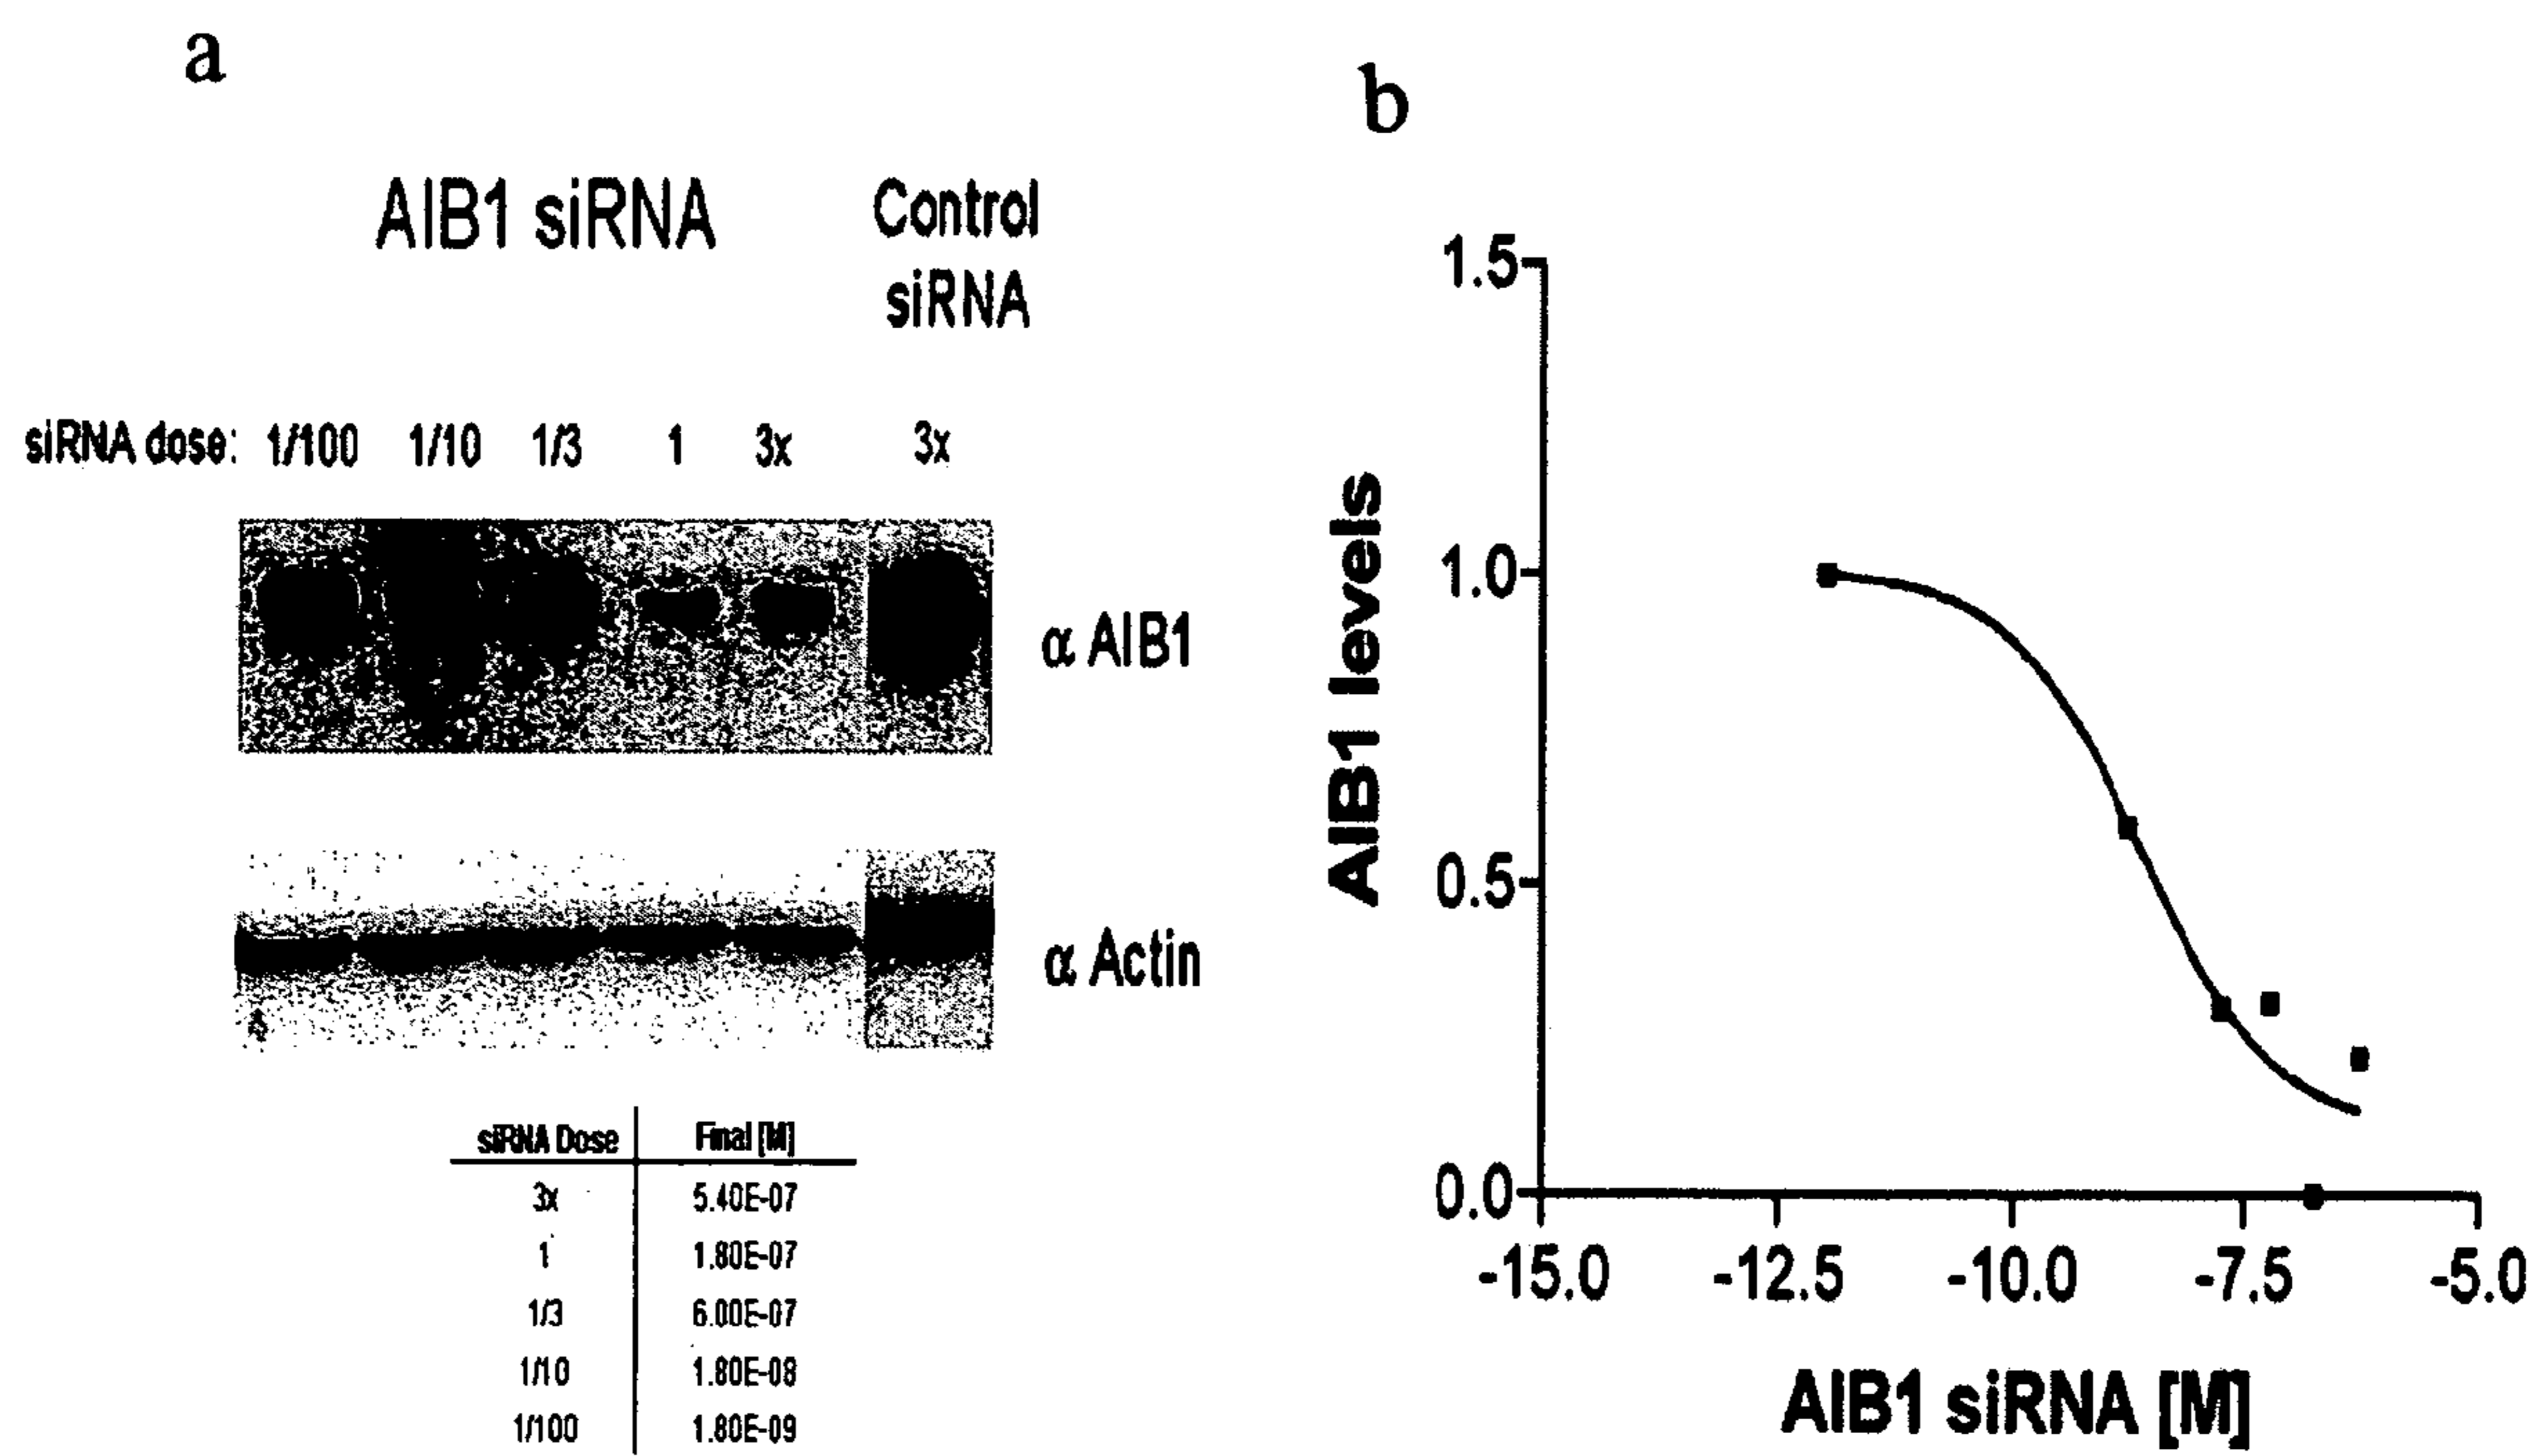 a
AIB1 siRNA
Control
siRNA
siRNA dose: 1/100 1/10 1/3 1 3x 3x
α AIB1
α Actin
siRNA Dose Final [M]
3x 5.40E-07
1 1.80E-07
1/3 6.00E-07
1/10 1.80E-08
1/100 1.80E-09
b
AIB1 levels
1.5
1.0
0.5
0.0
-15.0 -12.5 -10.0 -7.5 -5.0
AIB1 siRNA [M]